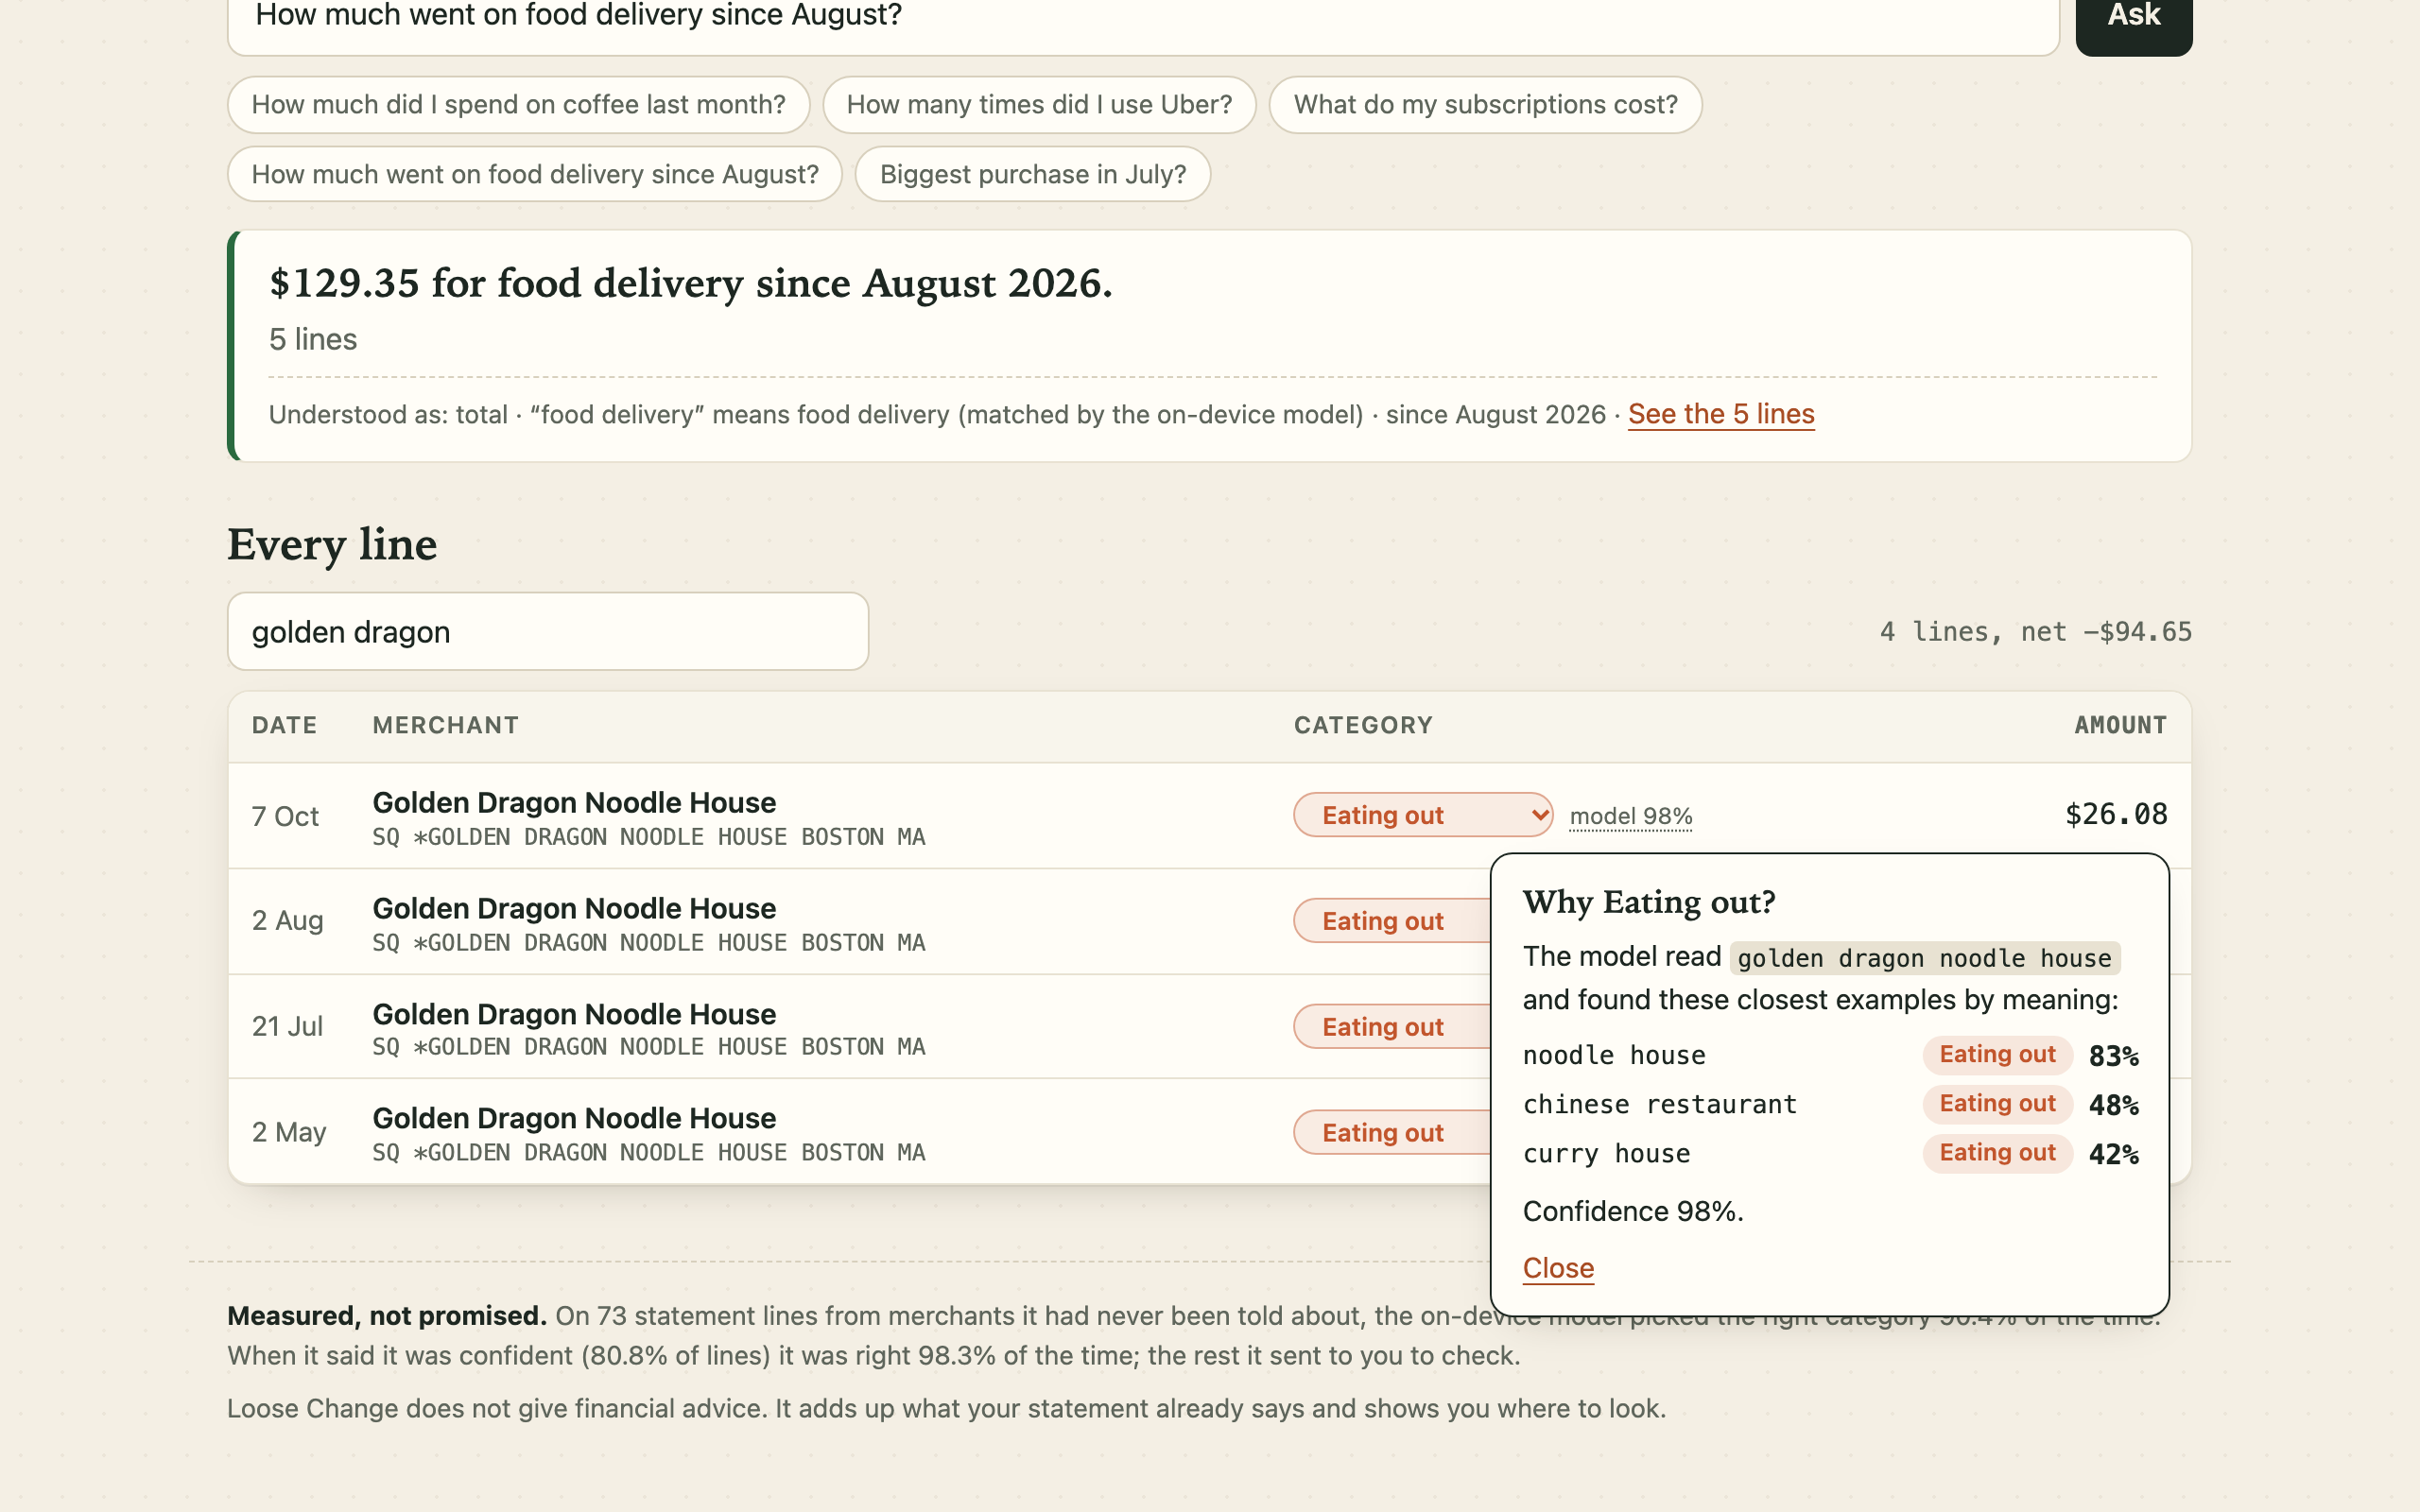 How much went on food delivery since August?
Ask
How much did I spend on coffee last month?
How many times did I use Uber?
What do my subscriptions cost?
How much went on food delivery since August?
Biggest purchase in July?
$129.35 for food delivery since August 2026.
5 lines
Understood as: total · “food delivery” means food delivery (matched by the on-device model) · since August 2026 · See the 5 lines
Every line
golden dragon
4 lines, net −$94.65
DATE MERCHANT CATEGORY AMOUNT
7 Oct Golden Dragon Noodle House Eating out model 98% $26.08
SQ *GOLDEN DRAGON NOODLE HOUSE BOSTON MA
2 Aug Golden Dragon Noodle House Eating out
SQ *GOLDEN DRAGON NOODLE HOUSE BOSTON MA
21 Jul Golden Dragon Noodle House Eating out
SQ *GOLDEN DRAGON NOODLE HOUSE BOSTON MA
2 May Golden Dragon Noodle House Eating out
SQ *GOLDEN DRAGON NOODLE HOUSE BOSTON MA
Why Eating out?
The model read golden dragon noodle house
and found these closest examples by meaning:
noodle house Eating out 83%
chinese restaurant Eating out 48%
curry house Eating out 42%
Confidence 98%.
Close
Measured, not promised. On 73 statement lines from merchants it had never been told about, the on-device model picked the right category 90.4% of the time.
When it said it was confident (80.8% of lines) it was right 98.3% of the time; the rest it sent to you to check.
Loose Change does not give financial advice. It adds up what your statement already says and shows you where to look.